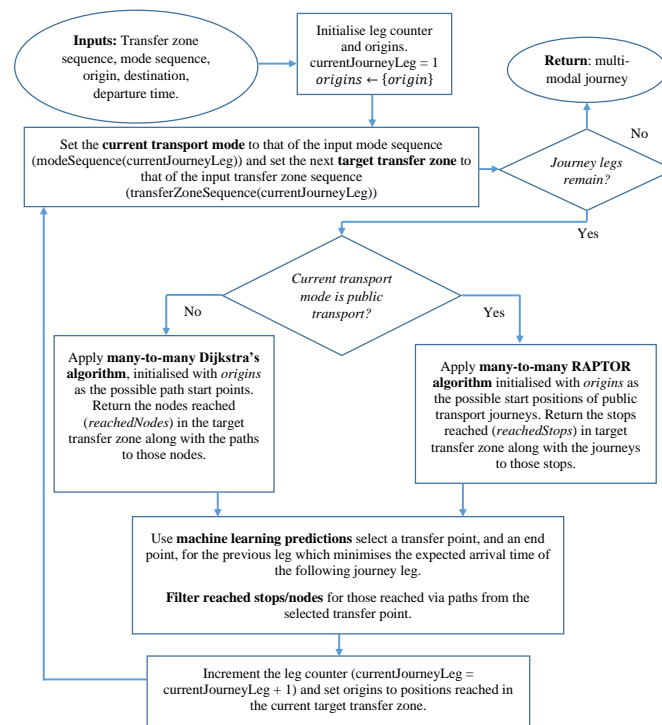 Inputs: Transfer zone
sequence, mode sequence,
origin, destination,
departure time.
Initialise leg counter
and origins.
currentJourneyLeg = 1
origins ← {origin}
Return: multi-
modal journey
Set the current transport mode to that of the input mode sequence
(modeSequence(currentJourneyLeg)) and set the next target transfer zone to
that of the input transfer zone sequence
(transferZoneSequence(currentJourneyLeg))
No
Journey legs
remain?
Yes
Current transport
mode is public
transport?
No
Yes
Apply many-to-many Dijkstra's
algorithm, initialised with origins
as the possible path start points.
Return the nodes reached
(reachedNodes) in the target
transfer zone along with the paths
to those nodes.
Apply many-to-many RAPTOR
algorithm initialised with origins as
the possible start positions of public
transport journeys. Return the stops
reached (reachedStops) in target
transfer zone along with the journeys
to those stops.
Use machine learning predictions select a transfer point, and an end
point, for the previous leg which minimises the expected arrival time of
the following journey leg.
Filter reached stops/nodes for those reached via paths from the
selected transfer point.
Increment the leg counter (currentJourneyLeg =
currentJourneyLeg + 1) and set origins to positions reached in
the current target transfer zone.